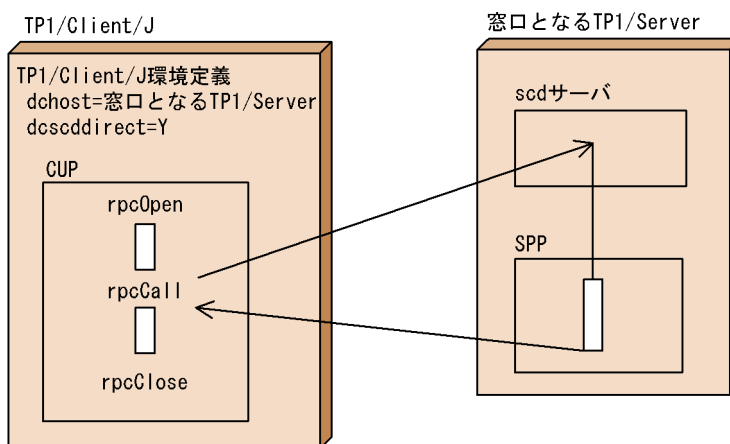 TP1/Client/J
TP1/Client/J環境定義
dchost=窓口となるTP1/Server
dcscddirect=Y
CUP
rpcOpen
rpcCall
rpcClose
窓口となるTP1/Server
scdサーバ
SPP